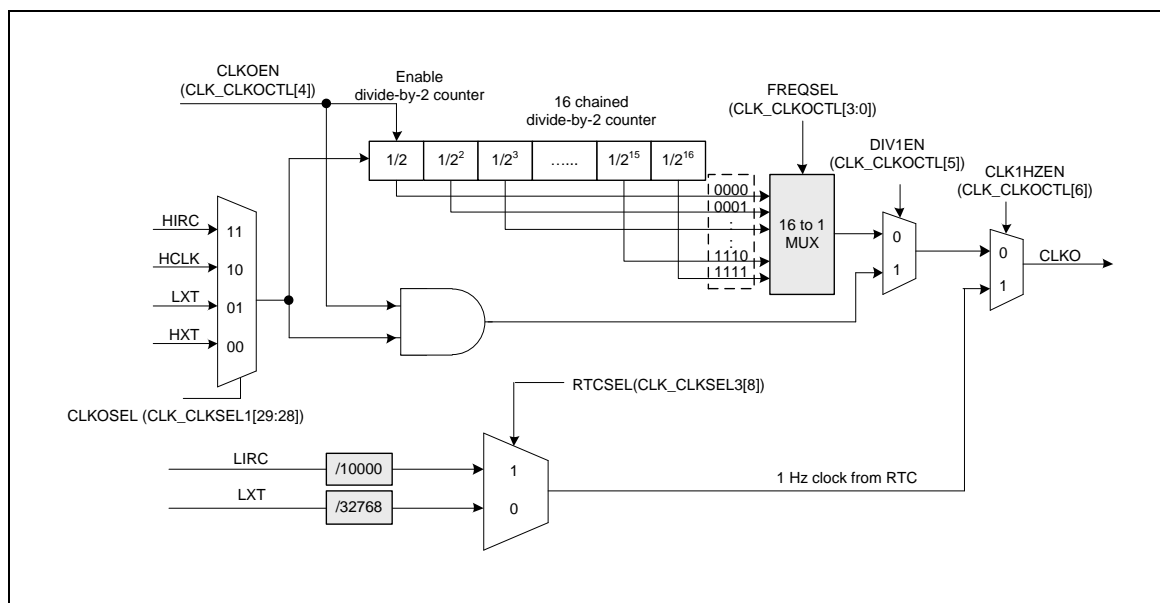 CLKOEN
(CLK_CLKOCTL[4])
Enable
divide-by-2 counter
16 chained
divide-by-2 counter
FREQSEL
(CLK_CLKOCTL[3:0])
DIV1EN
(CLK_CLKOCTL[5])
CLK1HZEN
(CLK_CLKOCTL[6])
1/2 1/2² 1/2³ ...... 1/2¹⁵ 1/2¹⁶
0000
0001
:
:
1110
1111
16 to 1
MUX
0
1
0
1
CLKO
HIRC
HCLK
LXT
HXT
11
10
01
00
CLKOSEL (CLK_CLKSEL1[29:28])
RTCSEL(CLK_CLKSEL3[8])
LIRC
/10000
LXT
/32768
1
0
1 Hz clock from RTC